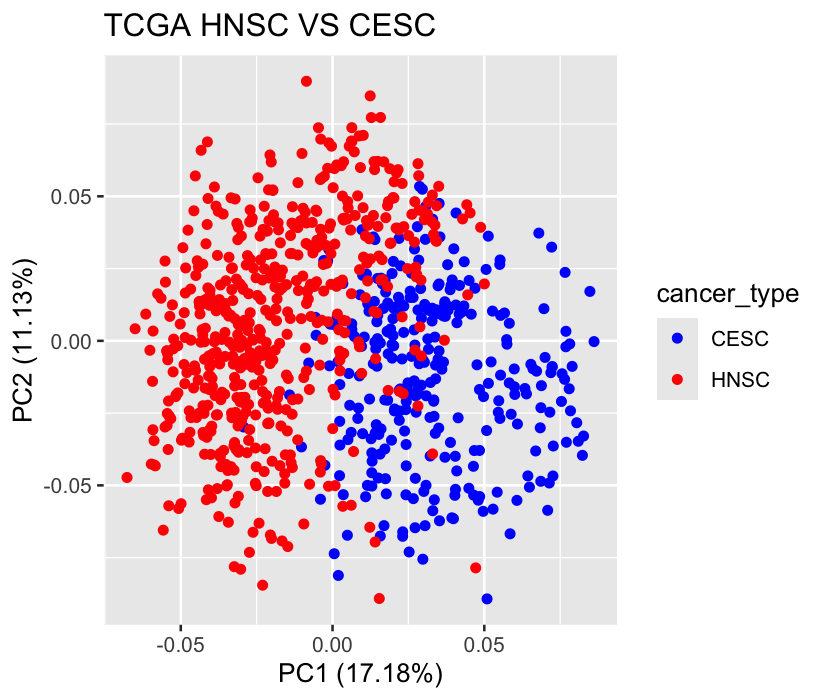 TCGA HNSC VS CESC
0.05
0.00
-0.05
PC2 (11.13%)
-0.05 0.00 0.05
PC1 (17.18%)
cancer_type
CESC
HNSC